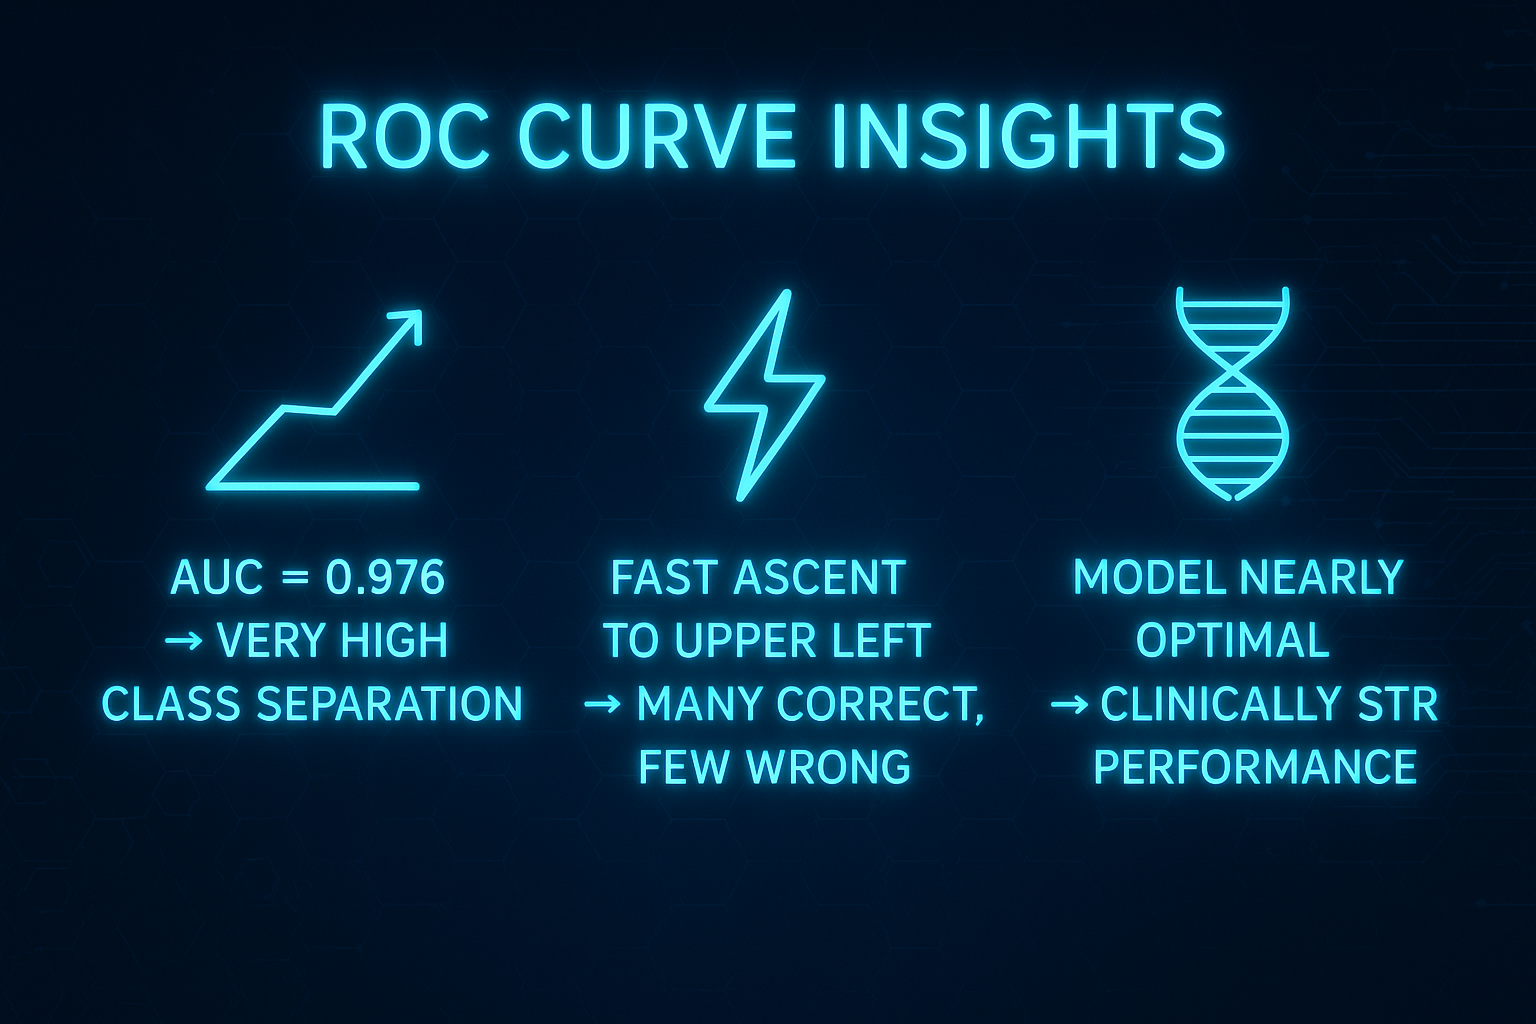 ROC CURVE INSIGHTS
AUC = 0.976
→ VERY HIGH
CLASS SEPARATION
FAST ASCENT
TO UPPER LEFT
→ MANY CORRECT,
FEW WRONG
MODEL NEARLY
OPTIMAL
→ CLINICALLY STR
PERFORMANCE